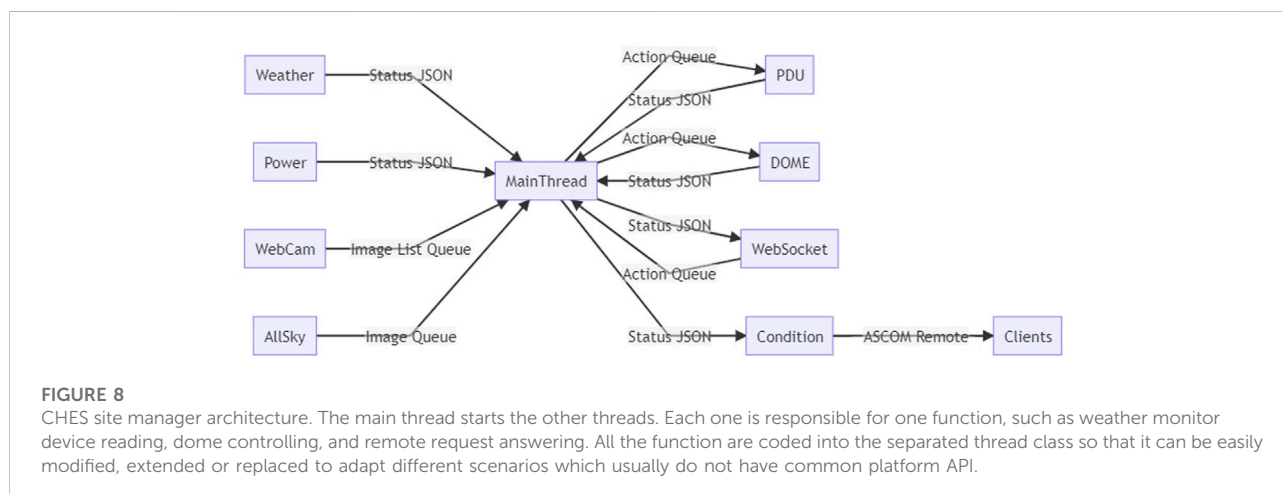 Weather
Status JSON
Power
Status JSON
WebCam
Image List Queue
AllSky
Image Queue
MainThread
Action Queue
PDU
Status JSON
Action Queue
DOME
Status JSON
Status JSON
WebSocket
Action Queue
Status JSON
Condition
ASCOM Remote
Clients
FIGURE 8
CHES site manager architecture. The main thread starts the other threads. Each one is responsible for one function, such as weather monitor
device reading, dome controlling, and remote request answering. All the function are coded into the separated thread class so that it can be easily
modified, extended or replaced to adapt different scenarios which usually do not have common platform API.